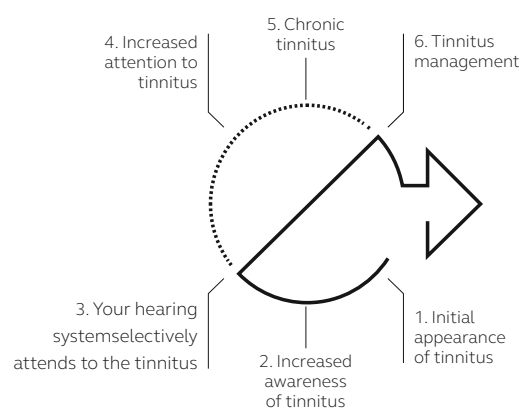 5. Chronic
tinnitus
4. Increased
attention to
tinnitus
6. Tinnitus
management
3. Your hearing
systemselectively
attends to the tinnitus
1. Initial
appearance
of tinnitus
2. Increased
awareness
of tinnitus